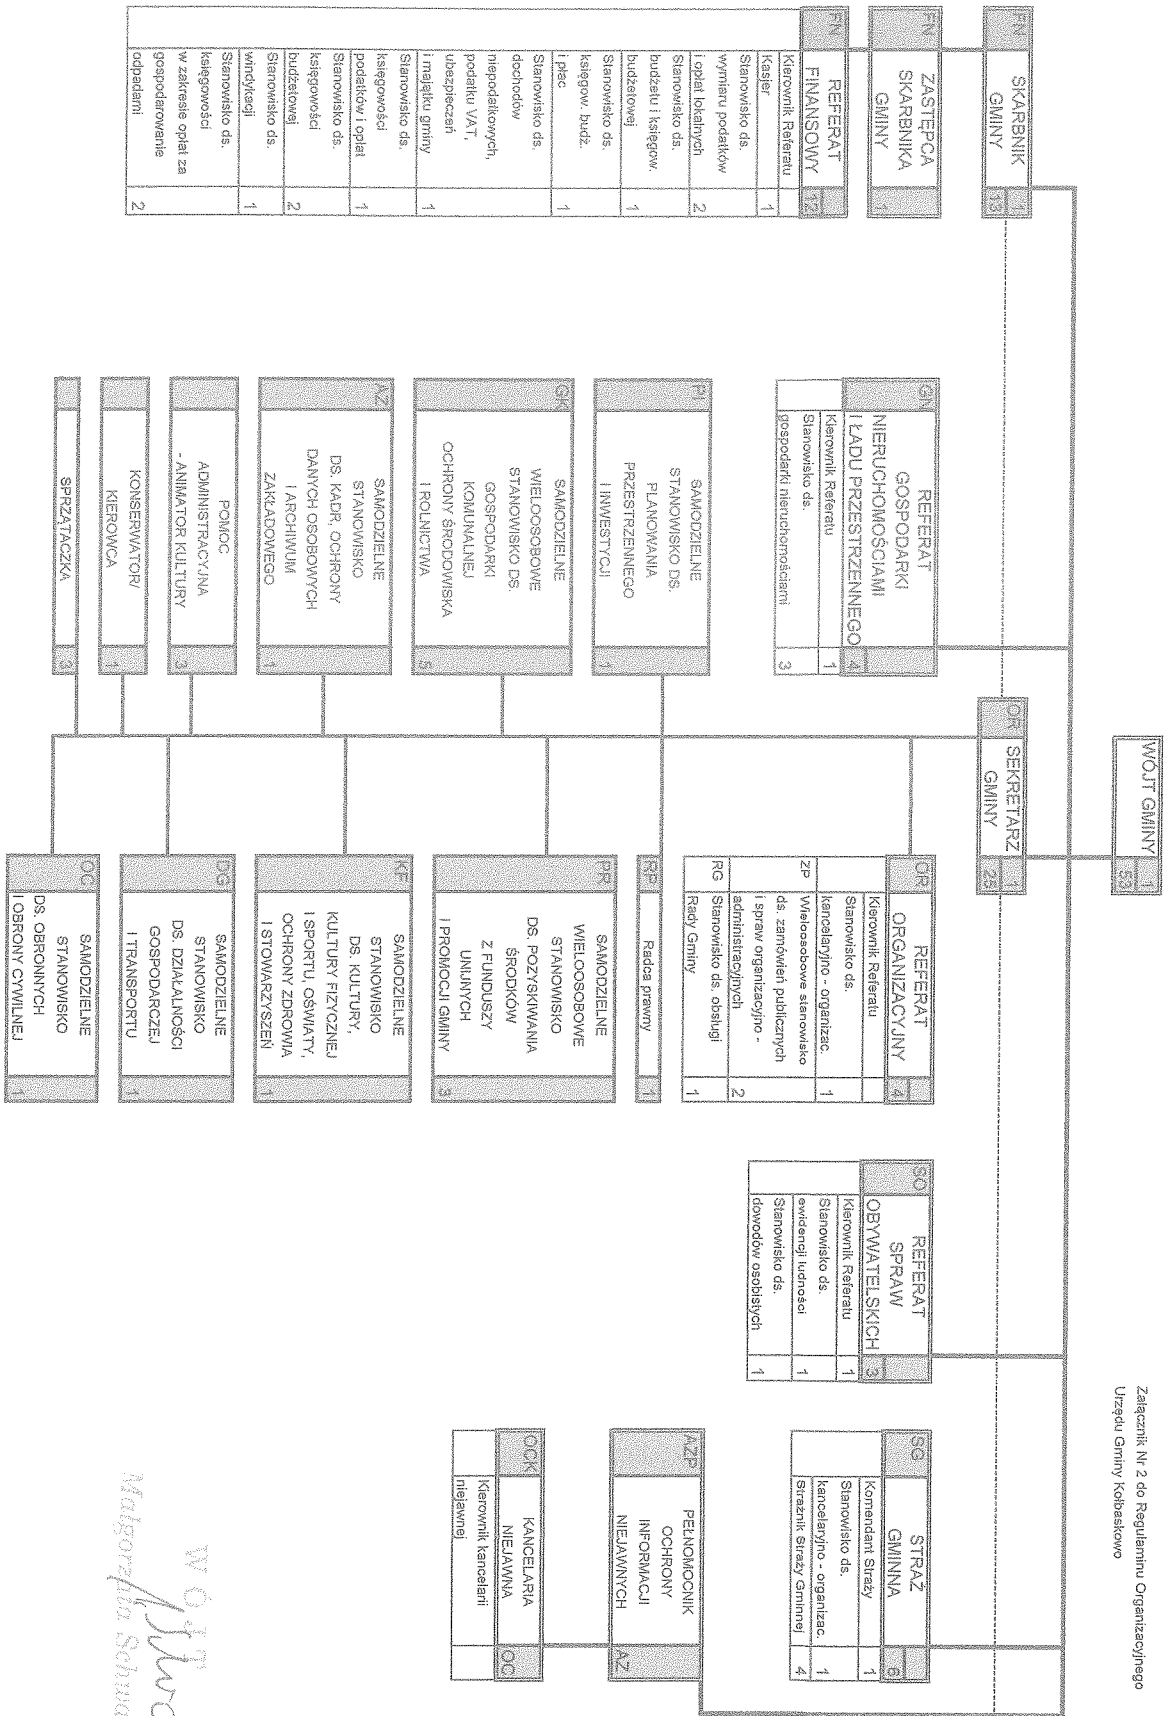 Załącznik Nr 2 do Regulaminu Organizacyjnego
Urzędu Gminy Kołbaskowo
WÓJT GMINY 1
53
FN SKARBNIK 1
GMINY 13
OR SEKRETARZ 1
GMINY 25
FN ZASTĘPCA
SKARBNIKA
GMINY 1
FN REFERAT
FINANSOWY 12
Kierownik Referatu
Kasjer 1
Stanowisko ds.
wymiaru podatków
i opłat lokalnych 2
Stanowisko ds.
budżetu i księgow.
budżetowej 1
Stanowisko ds.
księgow. budż.
i płac 1
Stanowisko ds.
dochodów
niepodatkowych,
podatku VAT,
ubezpieczeń
i majątku gminy 1
Stanowisko ds.
księgowości
podatków i opłat 1
Stanowisko ds.
księgowości
budżetowej 2
Stanowisko ds.
windykacji 1
Stanowisko ds.
księgowości
w zakresie opłat za
gospodarowanie
odpadami 2
GN REFERAT
GOSPODARKI
NIERUCHOMOŚCIAMI
I ŁADU PRZESTRZENNEGO 4
Kierownik Referatu 1
Stanowisko ds.
gospodarki nieruchomościami 3
PI SAMODZIELNE
STANOWISKO DS.
PLANOWANIA
PRZESTRZENNEGO
I INWESTYCJI 1
GK SAMODZIELNE
WIELOOSOBOWE
STANOWISKO DS.
GOSPODARKI
KOMUNALNEJ
OCHRONY ŚRODOWISKA
I ROLNICTWA 5
AZ SAMODZIELNE
STANOWISKO
DS. KADR, OCHRONY
DANYCH OSOBOWYCH
I ARCHIWUM
ZAKŁADOWEGO 1
POMOC
ADMINISTRACYJNA
- ANIMATOR KULTURY 3
KONSERWATOR/
KIEROWCA 1
SPRZĄTACZKA 3
OR REFERAT
ORGANIZACYJNY 4
Kierownik Referatu
Stanowisko ds.
kancelaryjno - organizac. 1
ZP Wieloosobowe stanowisko
ds. zamówień publicznych
i spraw organizacyjno -
administracyjnych 2
RG Stanowisko ds. obsługi
Rady Gminy 1
RP Radca prawny 1
PR SAMODZIELNE
WIELOOSOBOWE
STANOWISKO
DS. POZYSKIWANIA
ŚRODKÓW
Z FUNDUSZY
UNIJNYCH
I PROMOCJI GMINY 3
KF SAMODZIELNE
STANOWISKO
DS. KULTURY,
KULTURY FIZYCZNEJ
I SPORTU, OŚWIATY,
OCHRONY ZDROWIA
I STOWARZYSZEŃ 1
DG SAMODZIELNE
STANOWISKO
DS. DZIAŁALNOŚCI
GOSPODARCZEJ
I TRANSPORTU 1
OC SAMODZIELNE
STANOWISKO
DS. OBRONNYCH
I OBRONY CYWILNEJ 1
SO REFERAT
SPRAW
OBYWATELSKICH 3
Kierownik Referatu 1
Stanowisko ds.
ewidencji ludności 1
Stanowisko ds.
dowodów osobistych 1
SG STRAŻ
GMINNA 6
Komendant Straży 1
Stanowisko ds.
kancelaryjno - organizac. 1
Strażnik Straży Gminnej 4
AZP PEŁNOMOCNIK
OCHRONY
INFORMACJI
NIEJAWNYCH AZ
OCK KANCELARIA
NIEJAWNA OC
Kierownik kancelarii
niejawnej
WÓJT
Małgorzata